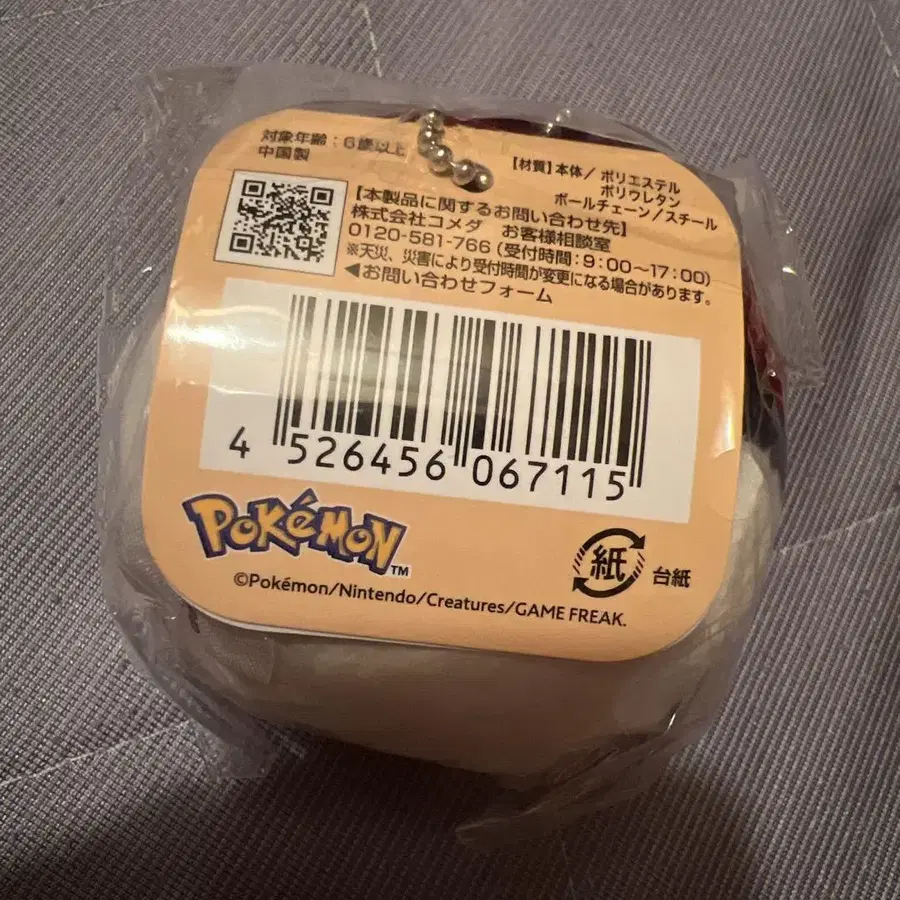 対象年齢：6歳以上
中国製
【材質】本体／ポリエステル
ポリウレタン
ボールチェーン／スチール
【本製品に関するお問い合わせ先】
株式会社コメダ お客様相談室
0120-581-766（受付時間：9：00～17：00）
※天災、災害により受付時間が変更になる場合があります。
◀お問い合わせフォーム
4 526456 067115
POKéMON™
紙 台紙
©Pokémon/Nintendo/Creatures/GAME FREAK.